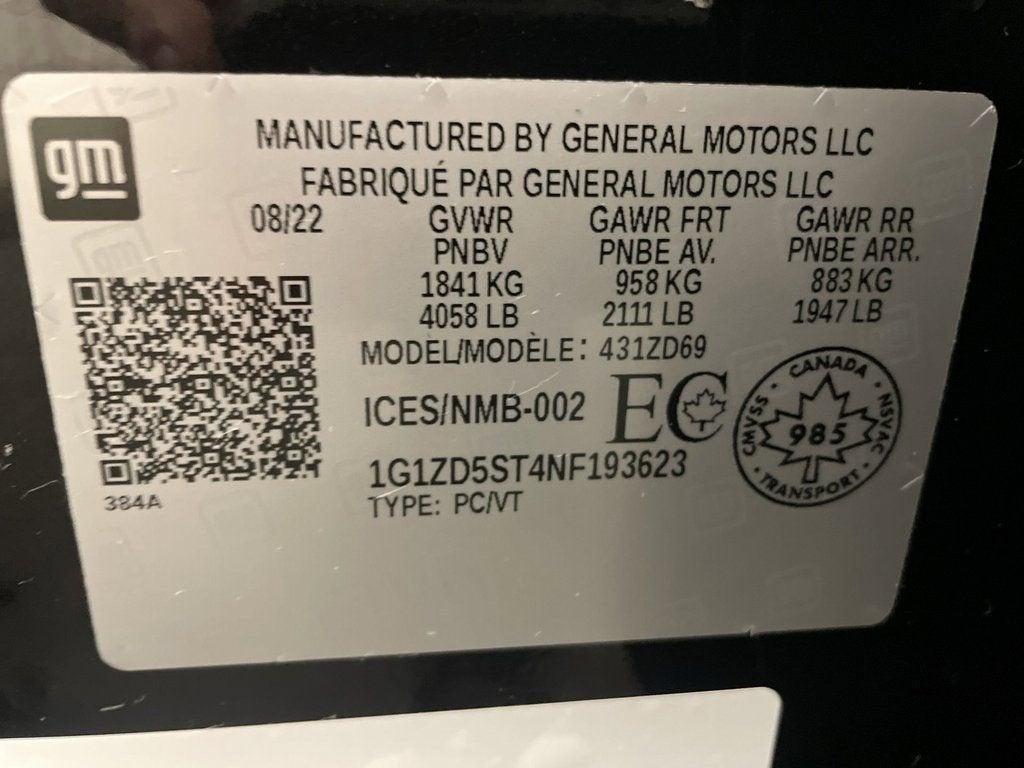 gm
MANUFACTURED BY GENERAL MOTORS LLC
FABRIQUÉ PAR GENERAL MOTORS LLC
08/22 GVWR GAWR FRT GAWR RR
PNBV PNBE AV. PNBE ARR.
1841 KG 958 KG 883 KG
4058 LB 2111 LB 1947 LB
MODEL/MODÈLE: 431ZD69
ICES/NMB-002 EC
CANADA
CMVSS 985 NSVAC
TRANSPORT
1G1ZD5ST4NF193623
384A TYPE: PC/VT